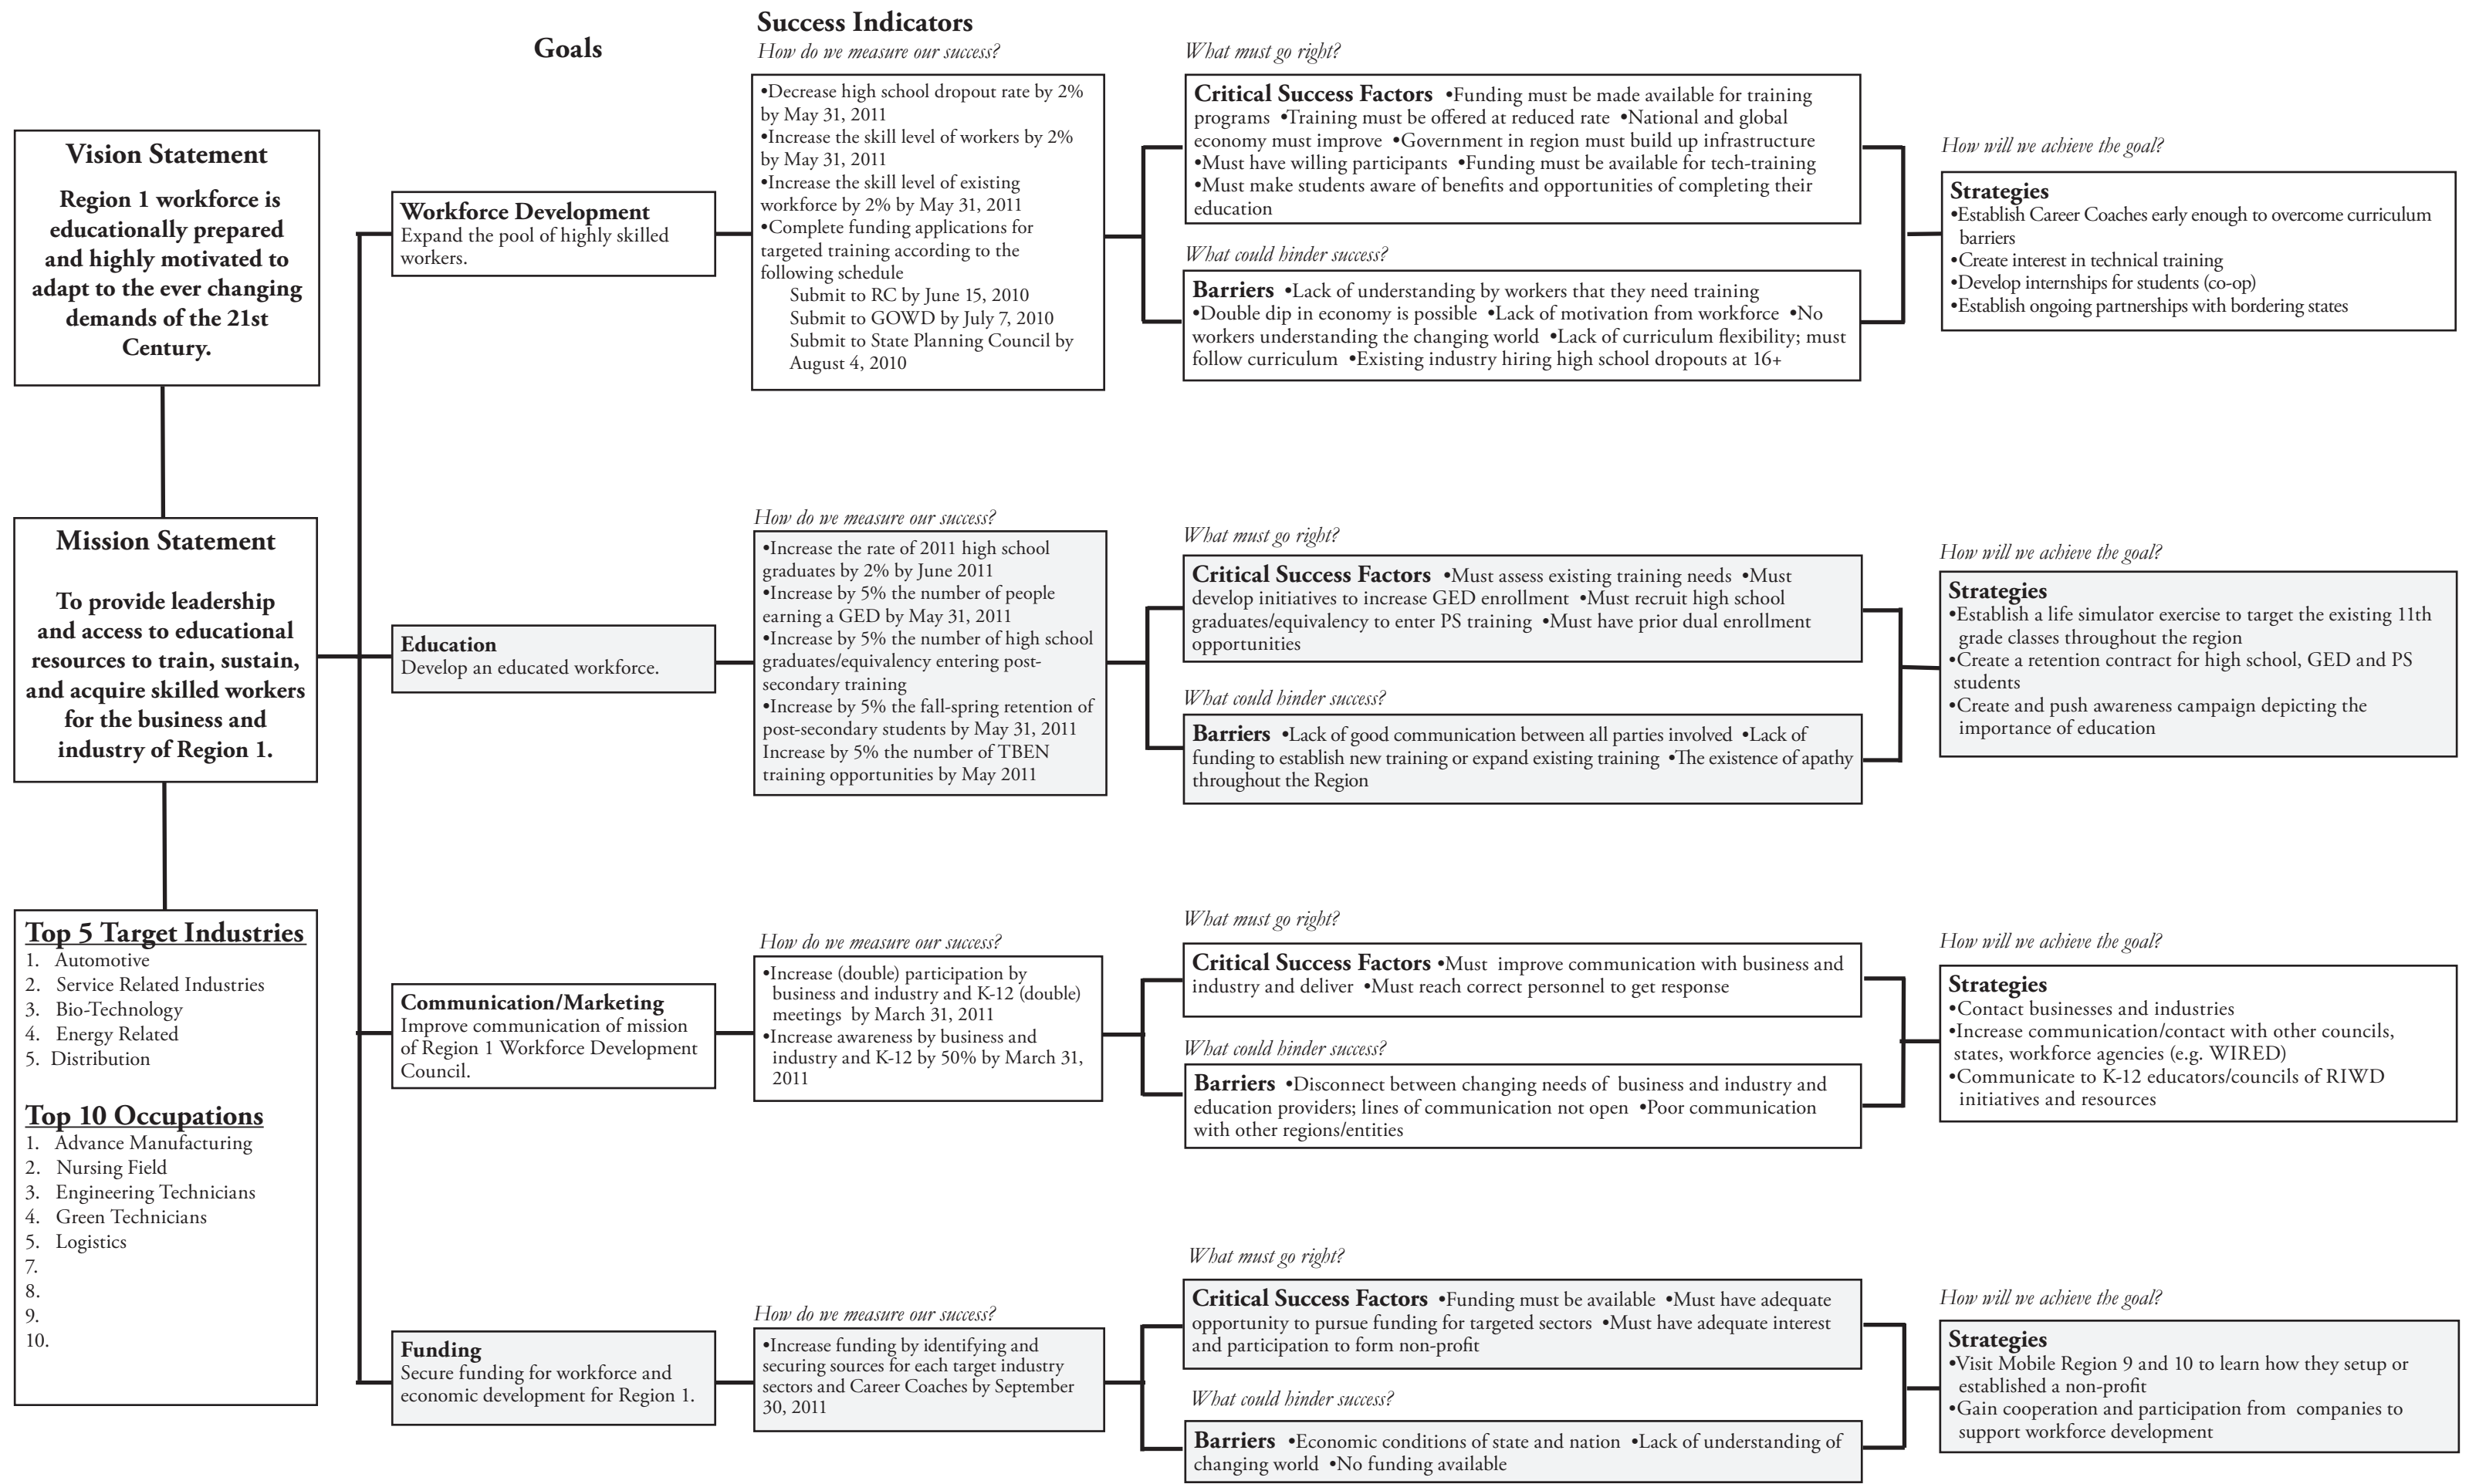 Goals
Success Indicators
How do we measure our success?
What must go right?
Vision Statement
Region 1 workforce is
educationally prepared
and highly motivated to
adapt to the ever changing
demands of the 21st
Century.
Mission Statement
To provide leadership
and access to educational
resources to train, sustain,
and acquire skilled workers
for the business and
industry of Region 1.
Top 5 Target Industries
1. Automotive
2. Service Related Industries
3. Bio-Technology
4. Energy Related
5. Distribution
Top 10 Occupations
1. Advance Manufacturing
2. Nursing Field
3. Engineering Technicians
4. Green Technicians
5. Logistics
7.
8.
9.
10.
Workforce Development
Expand the pool of highly skilled
workers.
•Decrease high school dropout rate by 2%
by May 31, 2011
•Increase the skill level of workers by 2%
by May 31, 2011
•Increase the skill level of existing
workforce by 2% by May 31, 2011
•Complete funding applications for
targeted training according to the
following schedule
Submit to RC by June 15, 2010
Submit to GOWD by July 7, 2010
Submit to State Planning Council by
August 4, 2010
Critical Success Factors •Funding must be made available for training
programs •Training must be offered at reduced rate •National and global
economy must improve •Government in region must build up infrastructure
•Must have willing participants •Funding must be available for tech-training
•Must make students aware of benefits and opportunities of completing their
education
What could hinder success?
Barriers •Lack of understanding by workers that they need training
•Double dip in economy is possible •Lack of motivation from workforce •No
workers understanding the changing world •Lack of curriculum flexibility; must
follow curriculum •Existing industry hiring high school dropouts at 16+
How will we achieve the goal?
Strategies
•Establish Career Coaches early enough to overcome curriculum
barriers
•Create interest in technical training
•Develop internships for students (co-op)
•Establish ongoing partnerships with bordering states
Education
Develop an educated workforce.
How do we measure our success?
•Increase the rate of 2011 high school
graduates by 2% by June 2011
•Increase by 5% the number of people
earning a GED by May 31, 2011
•Increase by 5% the number of high school
graduates/equivalency entering post-
secondary training
•Increase by 5% the fall-spring retention of
post-secondary students by May 31, 2011
Increase by 5% the number of TBEN
training opportunities by May 2011
What must go right?
Critical Success Factors •Must assess existing training needs •Must
develop initiatives to increase GED enrollment •Must recruit high school
graduates/equivalency to enter PS training •Must have prior dual enrollment
opportunities
What could hinder success?
Barriers •Lack of good communication between all parties involved •Lack of
funding to establish new training or expand existing training •The existence of apathy
throughout the Region
How will we achieve the goal?
Strategies
•Establish a life simulator exercise to target the existing 11th
grade classes throughout the region
•Create a retention contract for high school, GED and PS
students
•Create and push awareness campaign depicting the
importance of education
Communication/Marketing
Improve communication of mission
of Region 1 Workforce Development
Council.
How do we measure our success?
•Increase (double) participation by
business and industry and K-12 (double)
meetings by March 31, 2011
•Increase awareness by business and
industry and K-12 by 50% by March 31,
2011
What must go right?
Critical Success Factors •Must improve communication with business and
industry and deliver •Must reach correct personnel to get response
What could hinder success?
Barriers •Disconnect between changing needs of business and industry and
education providers; lines of communication not open •Poor communication
with other regions/entities
How will we achieve the goal?
Strategies
•Contact businesses and industries
•Increase communication/contact with other councils,
states, workforce agencies (e.g. WIRED)
•Communicate to K-12 educators/councils of RIWD
initiatives and resources
Funding
Secure funding for workforce and
economic development for Region 1.
How do we measure our success?
•Increase funding by identifying and
securing sources for each target industry
sectors and Career Coaches by September
30, 2011
What must go right?
Critical Success Factors •Funding must be available •Must have adequate
opportunity to pursue funding for targeted sectors •Must have adequate interest
and participation to form non-profit
What could hinder success?
Barriers •Economic conditions of state and nation •Lack of understanding of
changing world •No funding available
How will we achieve the goal?
Strategies
•Visit Mobile Region 9 and 10 to learn how they setup or
established a non-profit
•Gain cooperation and participation from companies to
support workforce development